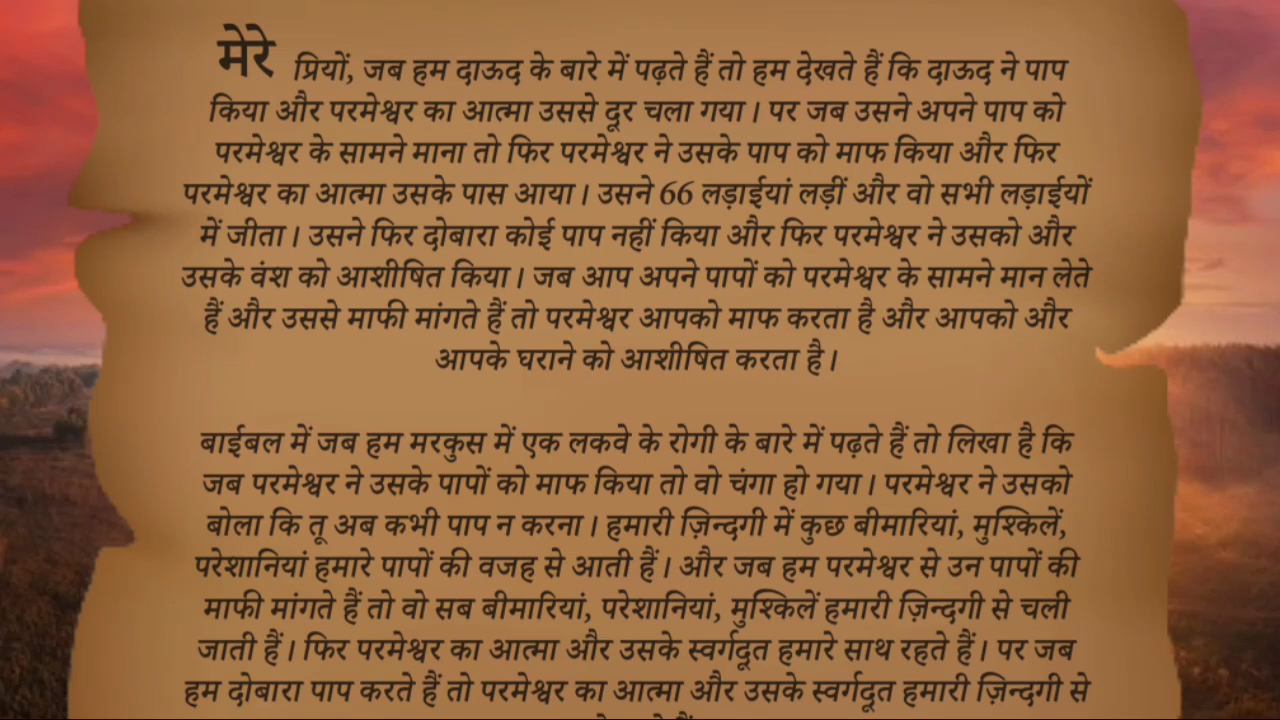 मेरे प्रियों, जब हम दाऊद के बारे में पढ़ते हैं तो हम देखते हैं कि दाऊद ने पाप
किया और परमेश्वर का आत्मा उससे दूर चला गया। पर जब उसने अपने पाप को
परमेश्वर के सामने माना तो फिर परमेश्वर ने उसके पाप को माफ किया और फिर
परमेश्वर का आत्मा उसके पास आया। उसने 66 लड़ाईयां लड़ीं और वो सभी लड़ाईयों
में जीता। उसने फिर दोबारा कोई पाप नहीं किया और फिर परमेश्वर ने उसको और
उसके वंश को आशीषित किया। जब आप अपने पापों को परमेश्वर के सामने मान लेते
हैं और उससे माफी मांगते हैं तो परमेश्वर आपको माफ करता है और आपको और
आपके घराने को आशीषित करता है।
बाईबल में जब हम मरकुस में एक लकवे के रोगी के बारे में पढ़ते हैं तो लिखा है कि
जब परमेश्वर ने उसके पापों को माफ किया तो वो चंगा हो गया। परमेश्वर ने उसको
बोला कि तू अब कभी पाप न करना। हमारी ज़िन्दगी में कुछ बीमारियां, मुश्किलें,
परेशानियां हमारे पापों की वजह से आती हैं। और जब हम परमेश्वर से उन पापों की
माफी मांगते हैं तो वो सब बीमारियां, परेशानियां, मुश्किलें हमारी ज़िन्दगी से चली
जाती हैं। फिर परमेश्वर का आत्मा और उसके स्वर्गदूत हमारे साथ रहते हैं। पर जब
हम दोबारा पाप करते हैं तो परमेश्वर का आत्मा और उसके स्वर्गदूत हमारी ज़िन्दगी से